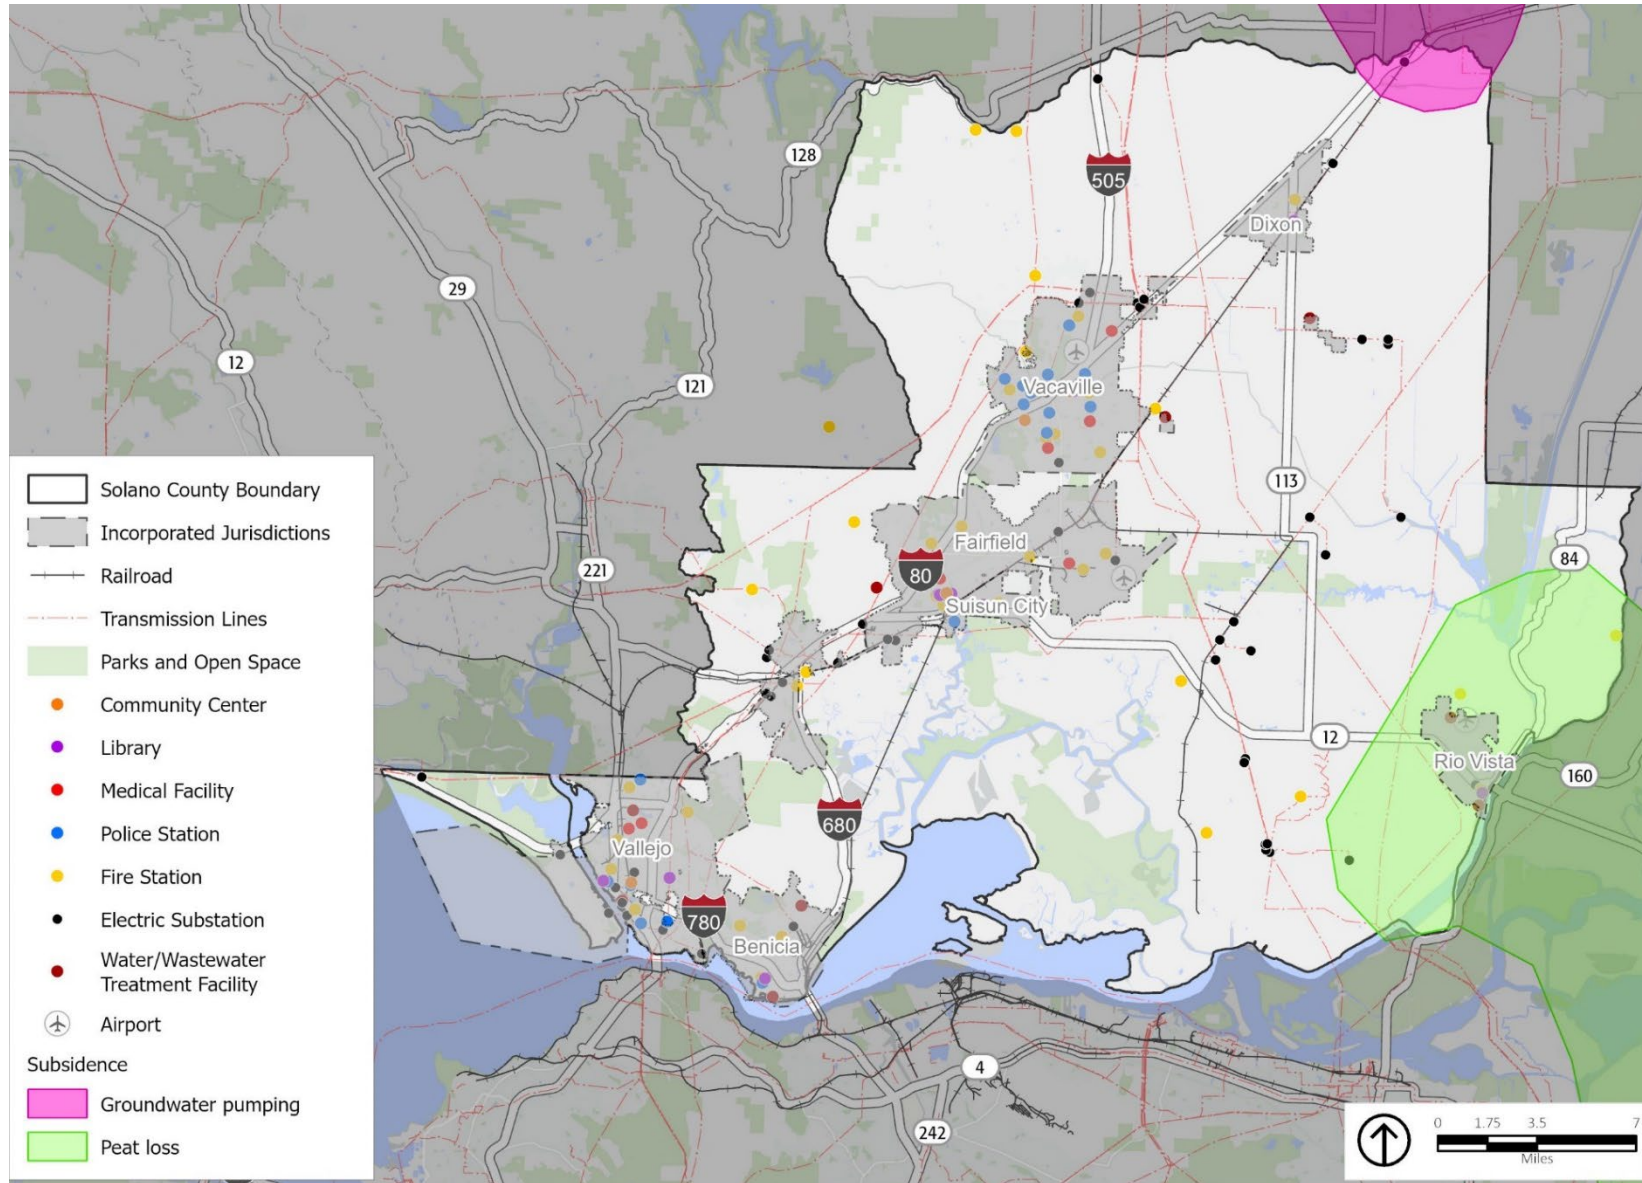 505
128
Dixon
29
12
121
Vacaville
113
Fairfield
80
84
221
Suisun City
12
Rio Vista
160
680
Vallejo
780
Benicia
4
242
Solano County Boundary
Incorporated Jurisdictions
Railroad
Transmission Lines
Parks and Open Space
Community Center
Library
Medical Facility
Police Station
Fire Station
Electric Substation
Water/Wastewater
Treatment Facility
Airport
Subsidence
Groundwater pumping
Peat loss
0 1.75 3.5 7
Miles